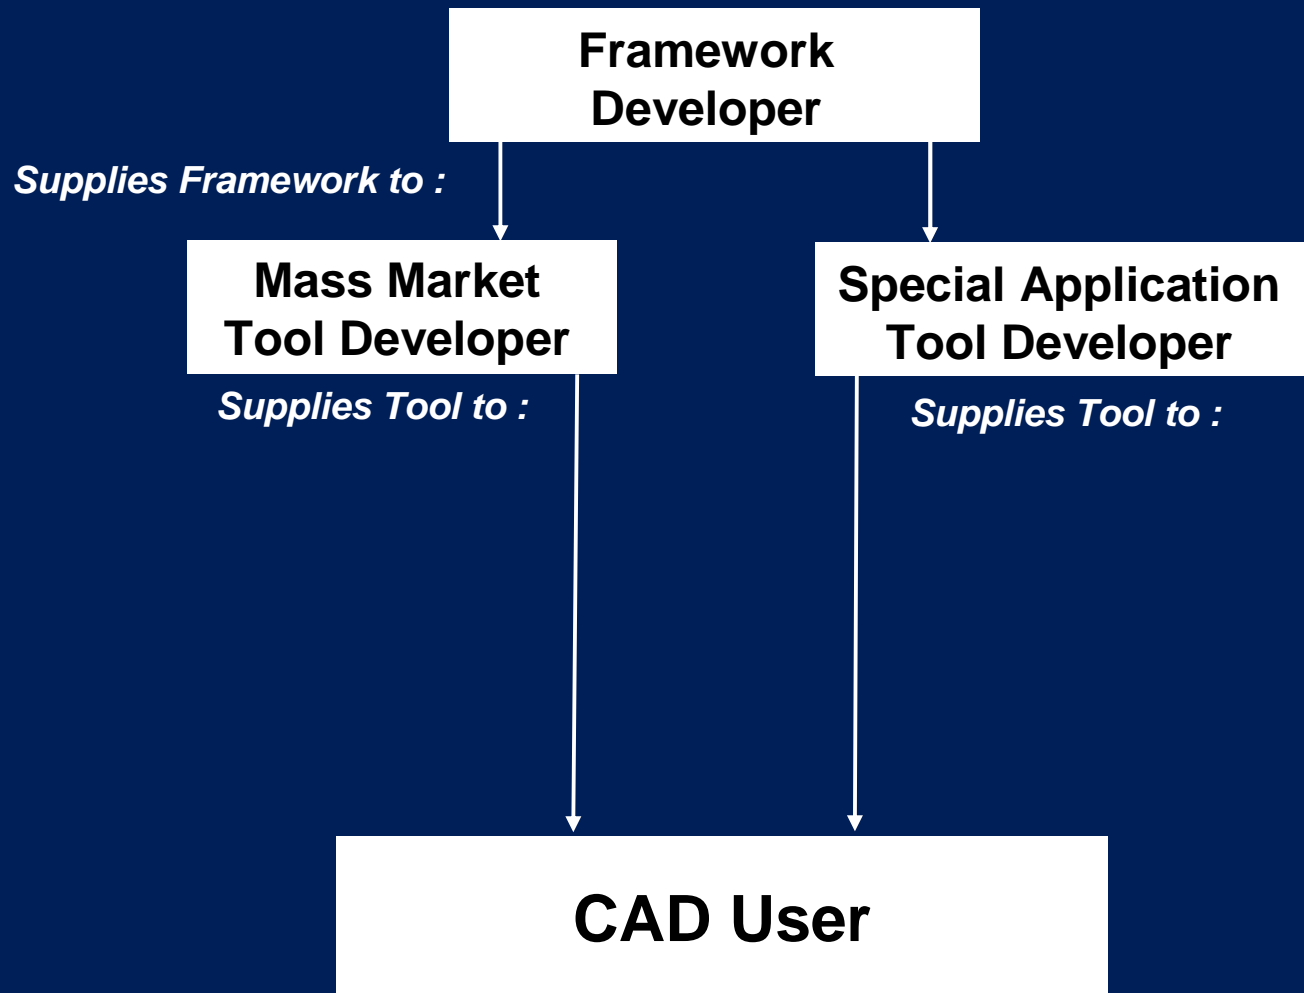 Framework
Developer
Supplies Framework to :
Mass Market
Tool Developer
Special Application
Tool Developer
Supplies Tool to :
Supplies Tool to :
CAD User